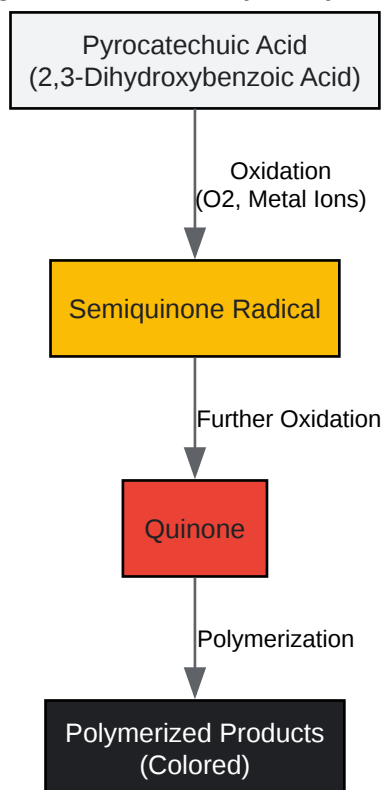 Pyrocatechuic Acid
(2,3-Dihydroxybenzoic Acid)
Oxidation
(O2, Metal Ions)
Semiquinone Radical
Further Oxidation
Quinone
Polymerization
Polymerized Products
(Colored)